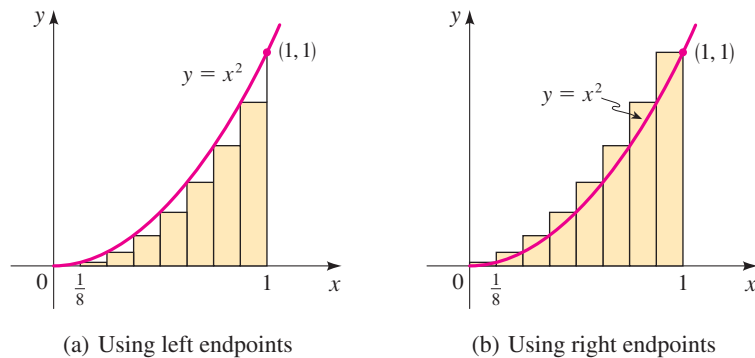 y
y = x²
(1, 1)
0
1/8
1
x
(a) Using left endpoints
y
y = x²
(1, 1)
0
1/8
1
x
(b) Using right endpoints